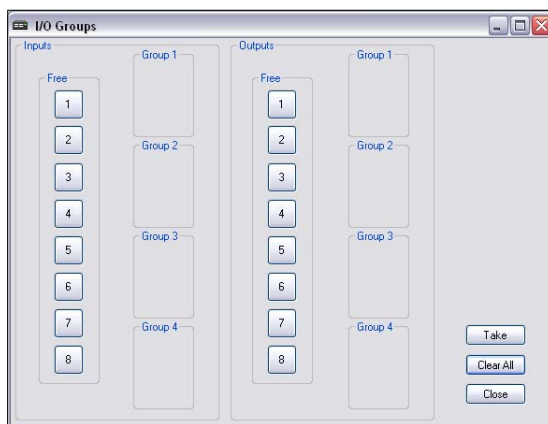 I/O Groups
Inputs
Free
1
2
3
4
5
6
7
8
Group 1
Group 2
Group 3
Group 4
Outputs
Free
1
2
3
4
5
6
7
8
Group 1
Group 2
Group 3
Group 4
Take
Clear All
Close